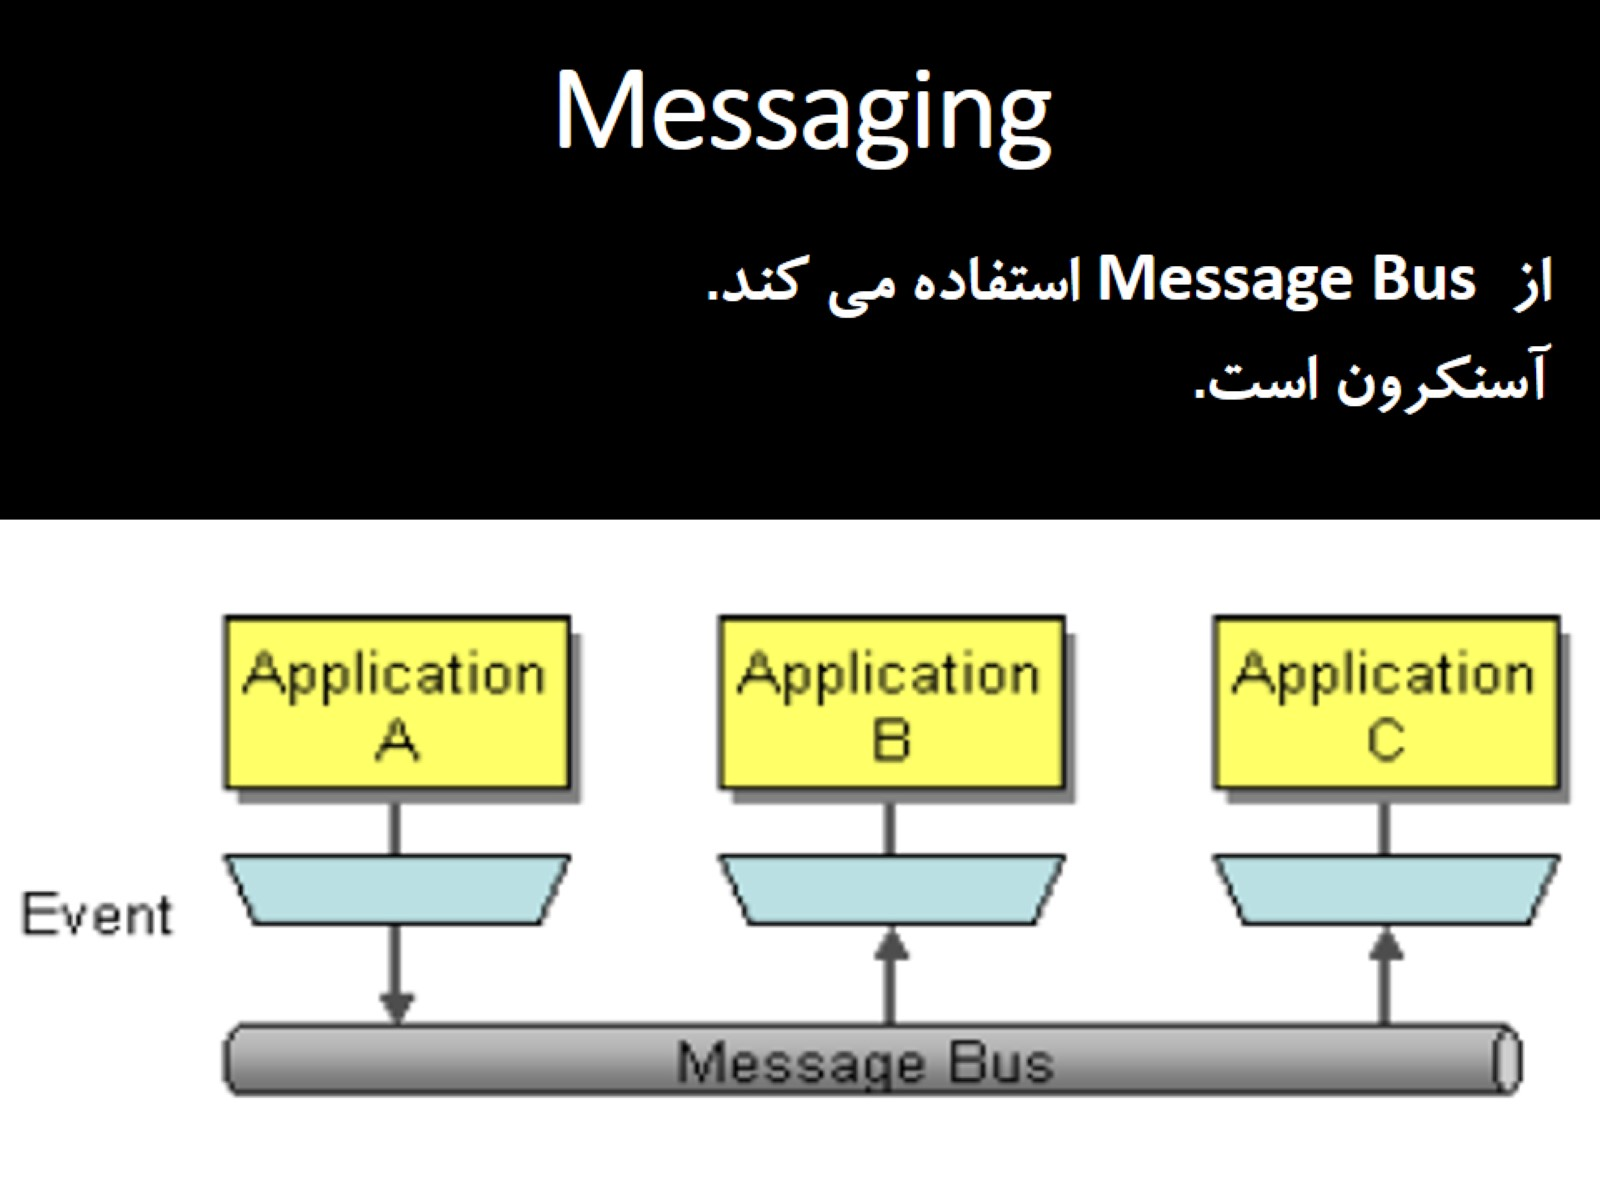 Messaging
از Message Bus استفاده می کند.
آسنکرون است.
Application
A
Application
B
Application
C
Event
Message Bus